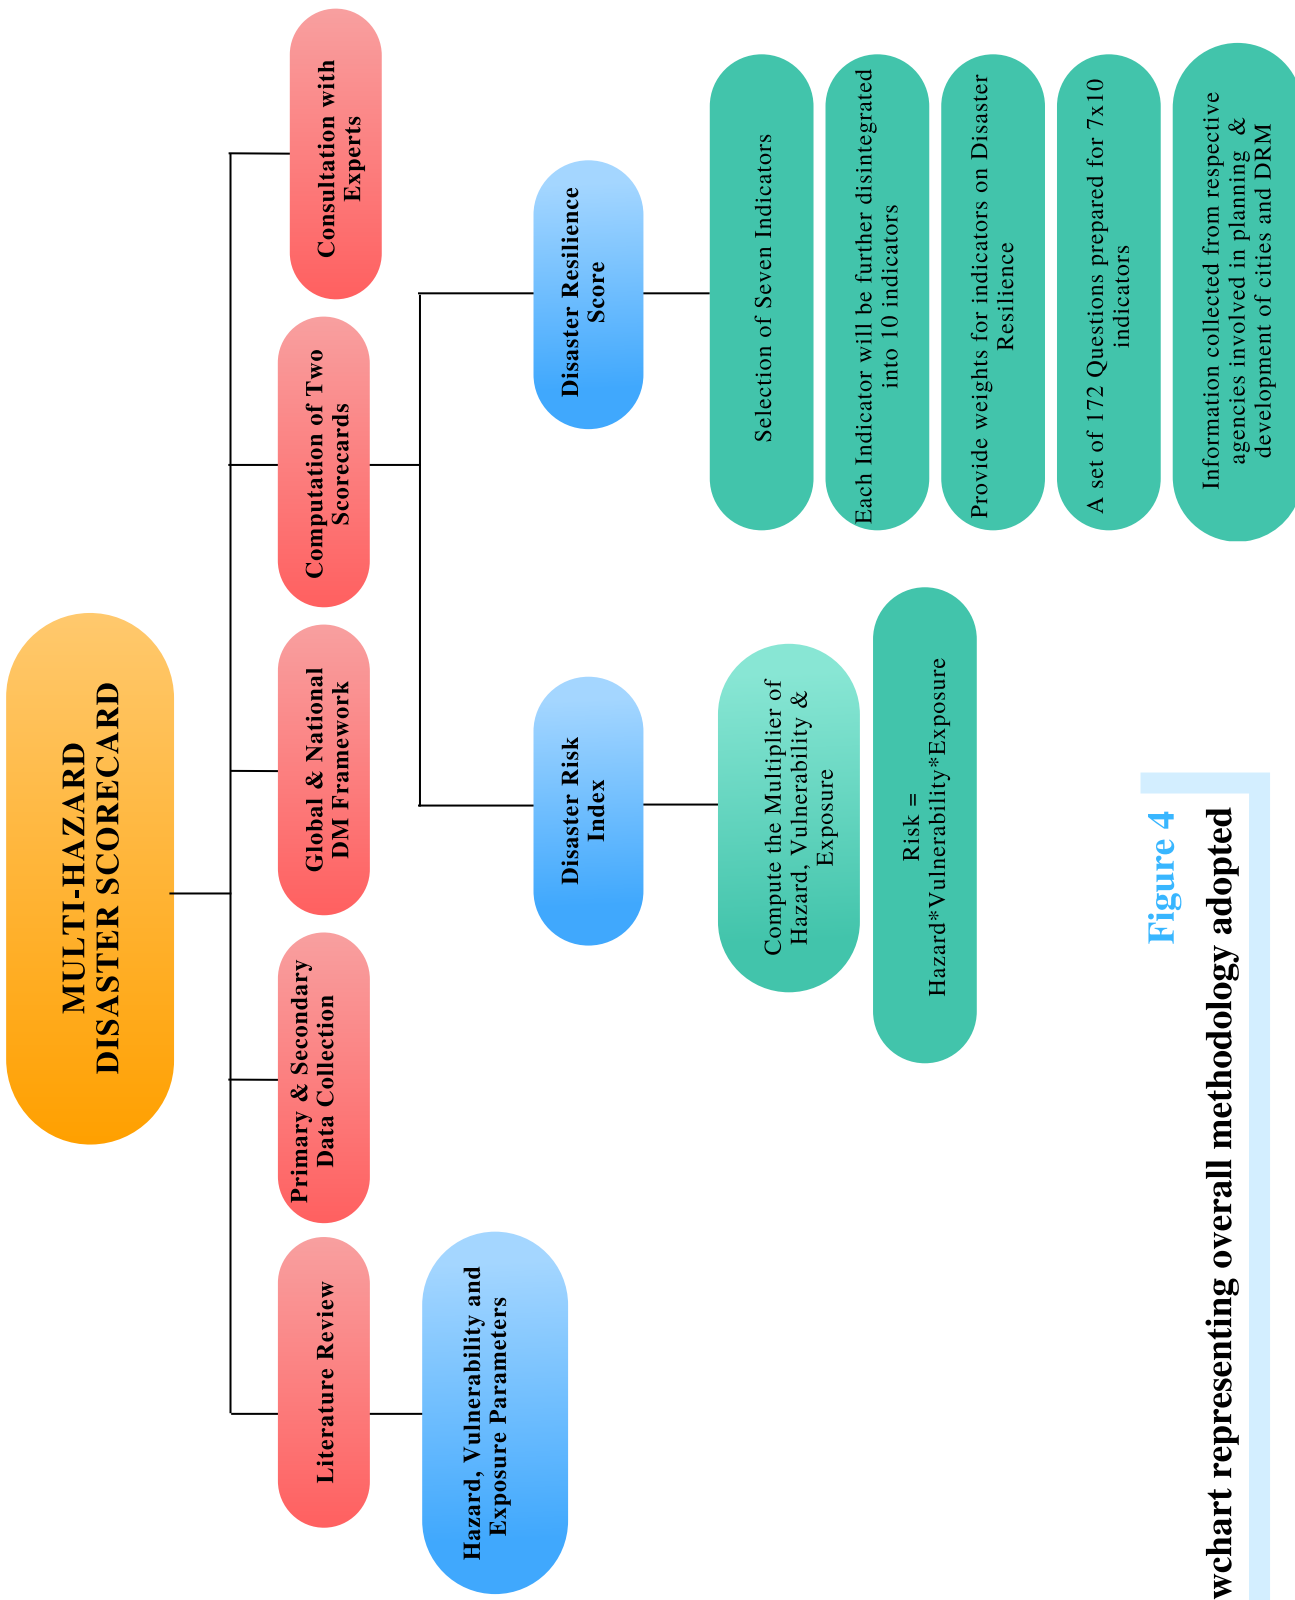 MULTI-HAZARD
DISASTER SCORECARD
Literature Review
Primary & Secondary
Data Collection
Global & National
DM Framework
Computation of Two
Scorecards
Consultation with
Experts
Hazard, Vulnerability and
Exposure Parameters
Disaster Risk
Index
Disaster Resilience
Score
Compute the Multiplier of
Hazard, Vulnerability &
Exposure
Risk =
Hazard*Vulnerability*Exposure
Selection of Seven Indicators
Each Indicator will be further disintegrated
into 10 indicators
Provide weights for indicators on Disaster
Resilience
A set of 172 Questions prepared for 7x10
indicators
Information collected from respective
agencies involved in planning &
development of cities and DRM
Figure 4
wchart representing overall methodology adopted